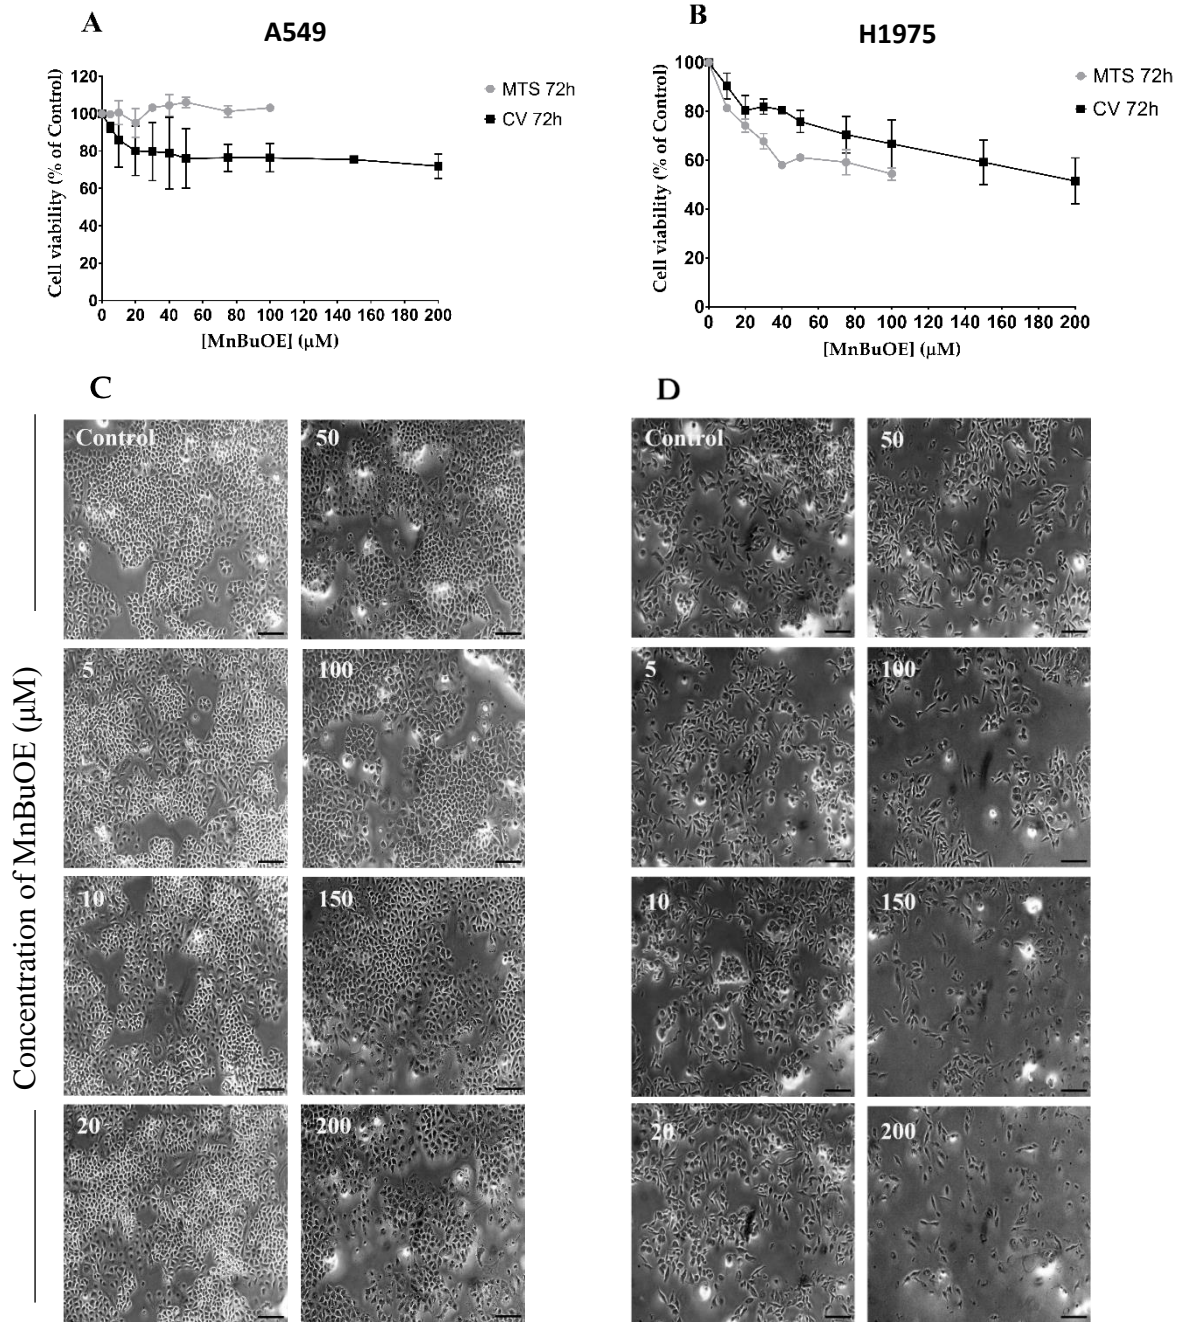 A
A549
Cell viability (% of Control)
120
100
80
60
40
20
0
0 20 40 60 80 100 120 140 160 180 200
[MnBuOE] (µM)
MTS 72h
CV 72h
B
H1975
Cell viability (% of Control)
100
80
60
40
20
0
0 20 40 60 80 100 120 140 160 180 200
[MnBuOE] (µM)
MTS 72h
CV 72h
Concentration of MnBuOE (µM)
C
Control
50
5
100
10
150
20
200
D
Control
50
5
100
10
150
20
200